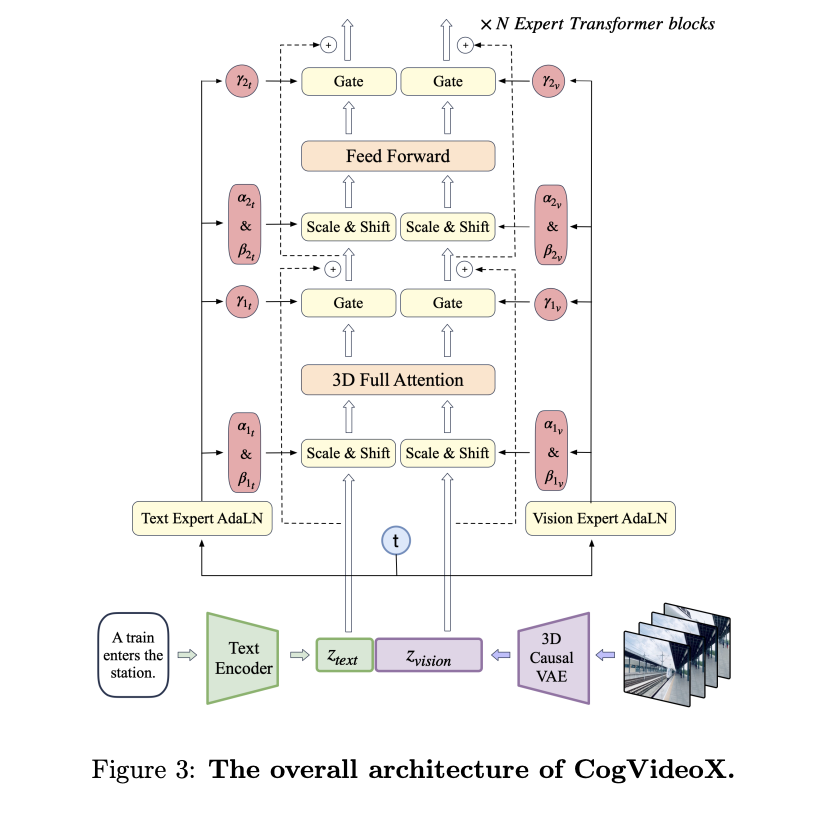 × N Expert Transformer blocks
+ +
γ2t Gate Gate γ2v
Feed Forward
α2t & β2t Scale & Shift Scale & Shift α2v & β2v
+ +
γ1t Gate Gate γ1v
3D Full Attention
α1t & β1t Scale & Shift Scale & Shift α1v & β1v
Text Expert AdaLN Vision Expert AdaLN
t
A train
enters the
station.
Text
Encoder
ztext zvision
3D
Causal
VAE
Figure 3: The overall architecture of CogVideoX.